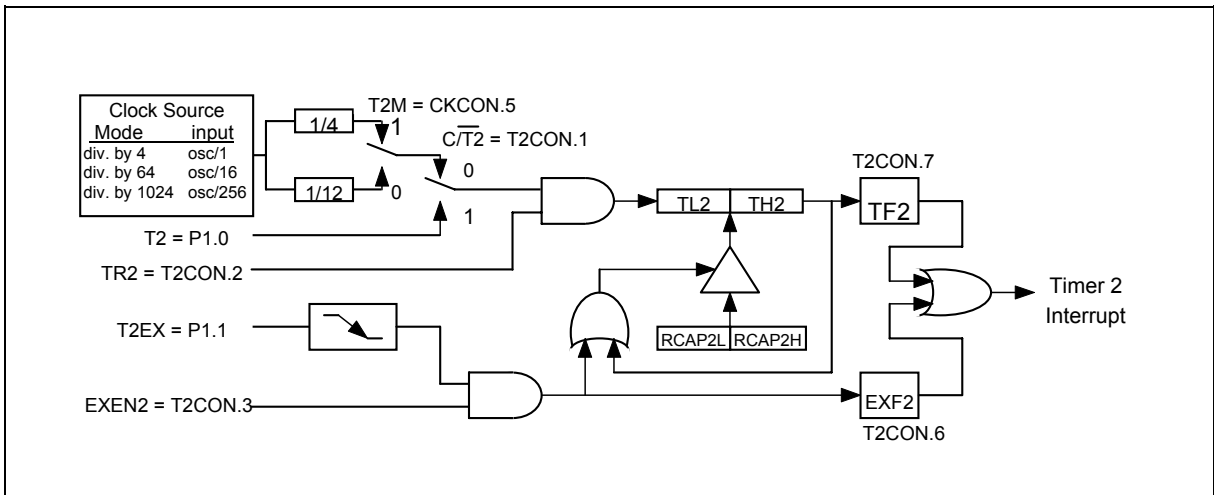 Clock Source
Mode input
div. by 4 osc/1
div. by 64 osc/16
div. by 1024 osc/256
1/4
1/12
T2M = CKCON.5
1
0
C/T2̅ = T2CON.1
0
1
T2 = P1.0
TR2 = T2CON.2
T2EX = P1.1
EXEN2 = T2CON.3
TL2 TH2
RCAP2L RCAP2H
T2CON.7
TF2
EXF2
T2CON.6
Timer 2
Interrupt